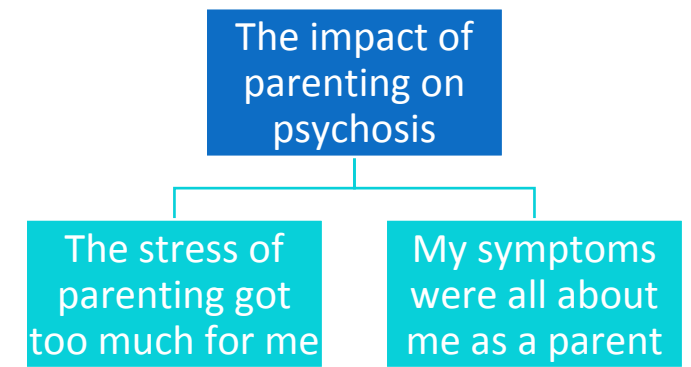 The impact of
parenting on
psychosis
The stress of
parenting got
too much for me
My symptoms
were all about
me as a parent